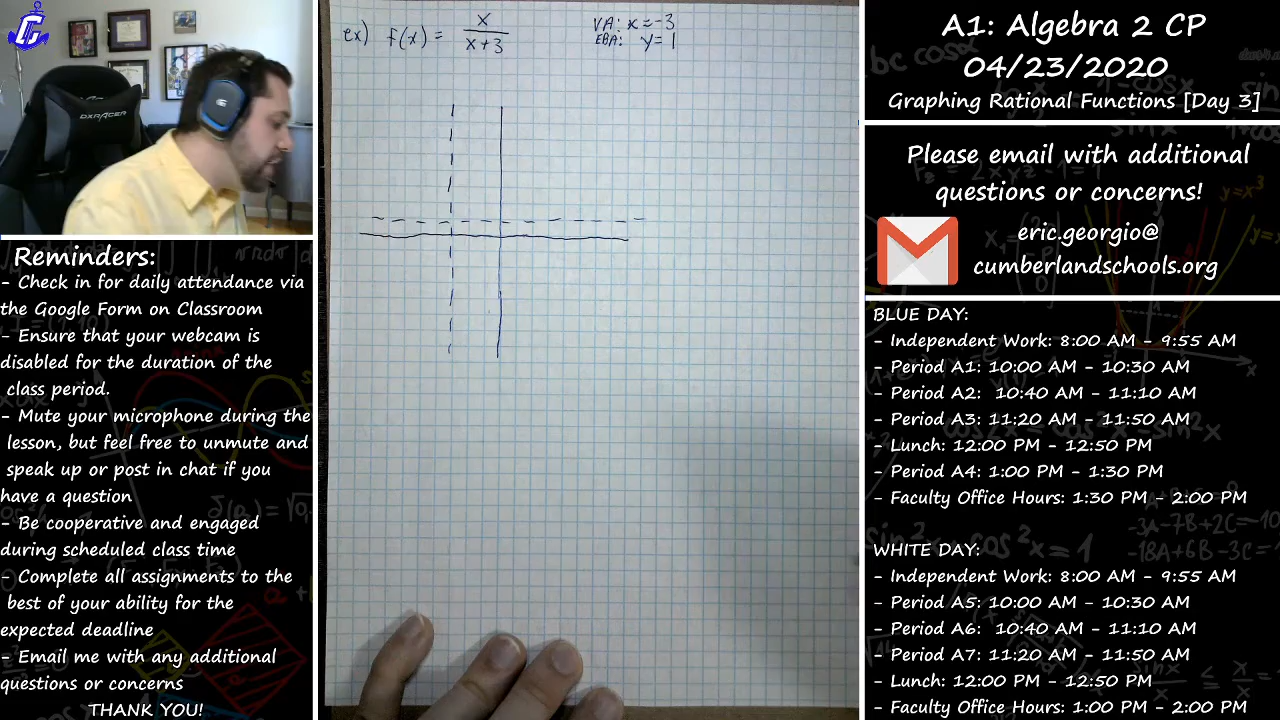 ex) f(x) = x / x+3
VA: x = -3
EBA: y = 1
DXRACER
A1: Algebra 2 CP
04/23/2020
Graphing Rational Functions [Day 3]
Please email with additional
questions or concerns!
eric.georgio@
cumberlandschools.org
Reminders:
- Check in for daily attendance via
the Google Form on Classroom
- Ensure that your webcam is
disabled for the duration of the
class period.
- Mute your microphone during the
lesson, but feel free to unmute and
speak up or post in chat if you
have a question
- Be cooperative and engaged
during scheduled class time
- Complete all assignments to the
best of your ability for the
expected deadline
- Email me with any additional
questions or concerns
THANK YOU!
BLUE DAY:
- Independent Work: 8:00 AM - 9:55 AM
- Period A1: 10:00 AM - 10:30 AM
- Period A2: 10:40 AM - 11:10 AM
- Period A3: 11:20 AM - 11:50 AM
- Lunch: 12:00 PM - 12:50 PM
- Period A4: 1:00 PM - 1:30 PM
- Faculty Office Hours: 1:30 PM - 2:00 PM
WHITE DAY:
- Independent Work: 8:00 AM - 9:55 AM
- Period A5: 10:00 AM - 10:30 AM
- Period A6: 10:40 AM - 11:10 AM
- Period A7: 11:20 AM - 11:50 AM
- Lunch: 12:00 PM - 12:50 PM
- Faculty Office Hours: 1:00 PM - 2:00 PM